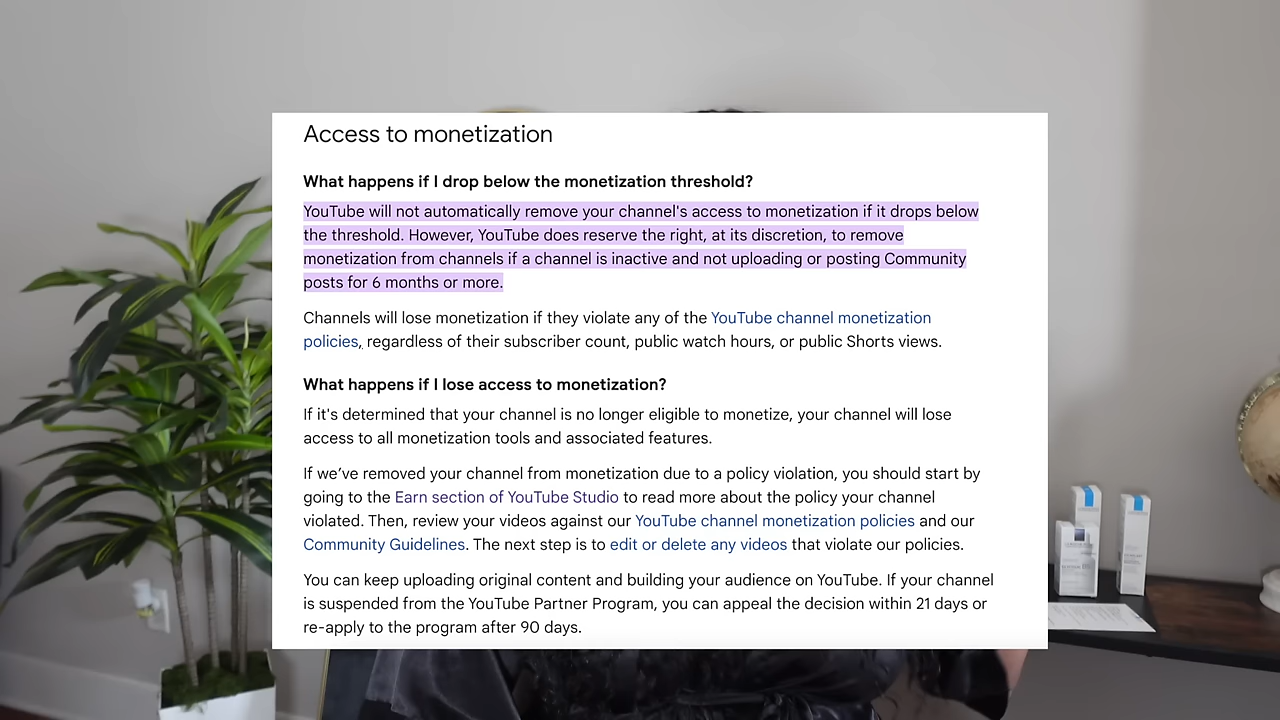 Access to monetization
What happens if I drop below the monetization threshold?
YouTube will not automatically remove your channel's access to monetization if it drops below
the threshold. However, YouTube does reserve the right, at its discretion, to remove
monetization from channels if a channel is inactive and not uploading or posting Community
posts for 6 months or more.
Channels will lose monetization if they violate any of the YouTube channel monetization
policies, regardless of their subscriber count, public watch hours, or public Shorts views.
What happens if I lose access to monetization?
If it's determined that your channel is no longer eligible to monetize, your channel will lose
access to all monetization tools and associated features.
If we’ve removed your channel from monetization due to a policy violation, you should start by
going to the Earn section of YouTube Studio to read more about the policy your channel
violated. Then, review your videos against our YouTube channel monetization policies and our
Community Guidelines. The next step is to edit or delete any videos that violate our policies.
You can keep uploading original content and building your audience on YouTube. If your channel
is suspended from the YouTube Partner Program, you can appeal the decision within 21 days or
re-apply to the program after 90 days.